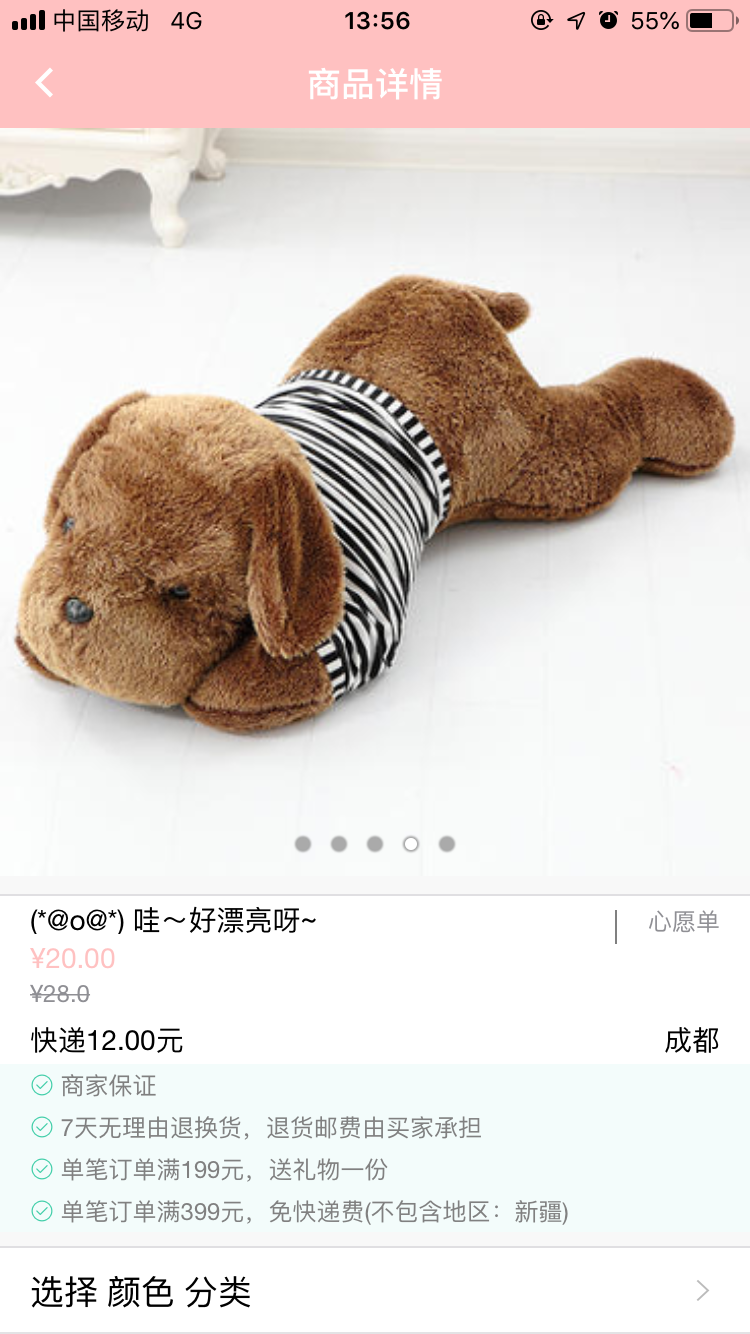 中国移动 4G 13:56 55%
商品详情
(*@o@*) 哇～好漂亮呀~ 心愿单
¥20.00
¥28.0
快递12.00元 成都
商家保证
7天无理由退换货，退货邮费由买家承担
单笔订单满199元，送礼物一份
单笔订单满399元，免快递费(不包含地区：新疆)
选择 颜色 分类